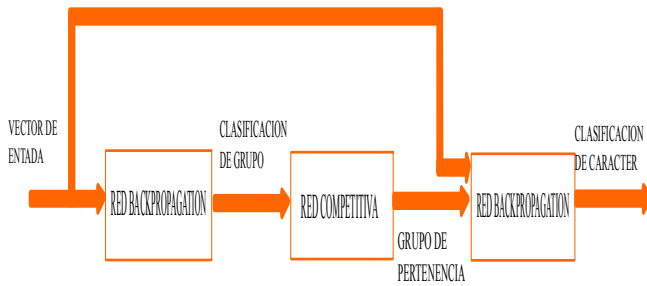 VECTOR DE
ENTADA
RED BACKPROPAGATION
CLASIFICACION
DE GRUPO
RED COMPETITIVA
GRUPO DE
PERTENENCIA
RED BACKPROPAGATION
CLASIFICACION
DE CARACTER